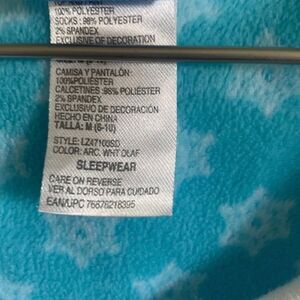 100% POLYESTER
SOCKS: 98% POLYESTER
2% SPANDEX
EXCLUSIVE OF DECORATION
CAMISA Y PANTALÓN:
100%POLIÉSTER
CALCETINES :98% POLIÉSTER
2% SPANDEX
EXCLUSIVO DE DECORACIÓN
HECHO EN CHINA
TALLA: M (8-10)
STYLE: LZ47100SD
COLOR: ARC. WHT OLAF
SLEEPWEAR
CARE ON REVERSE
VER AL DORSO PARA CUIDADO
EAN/UPC 76876218395